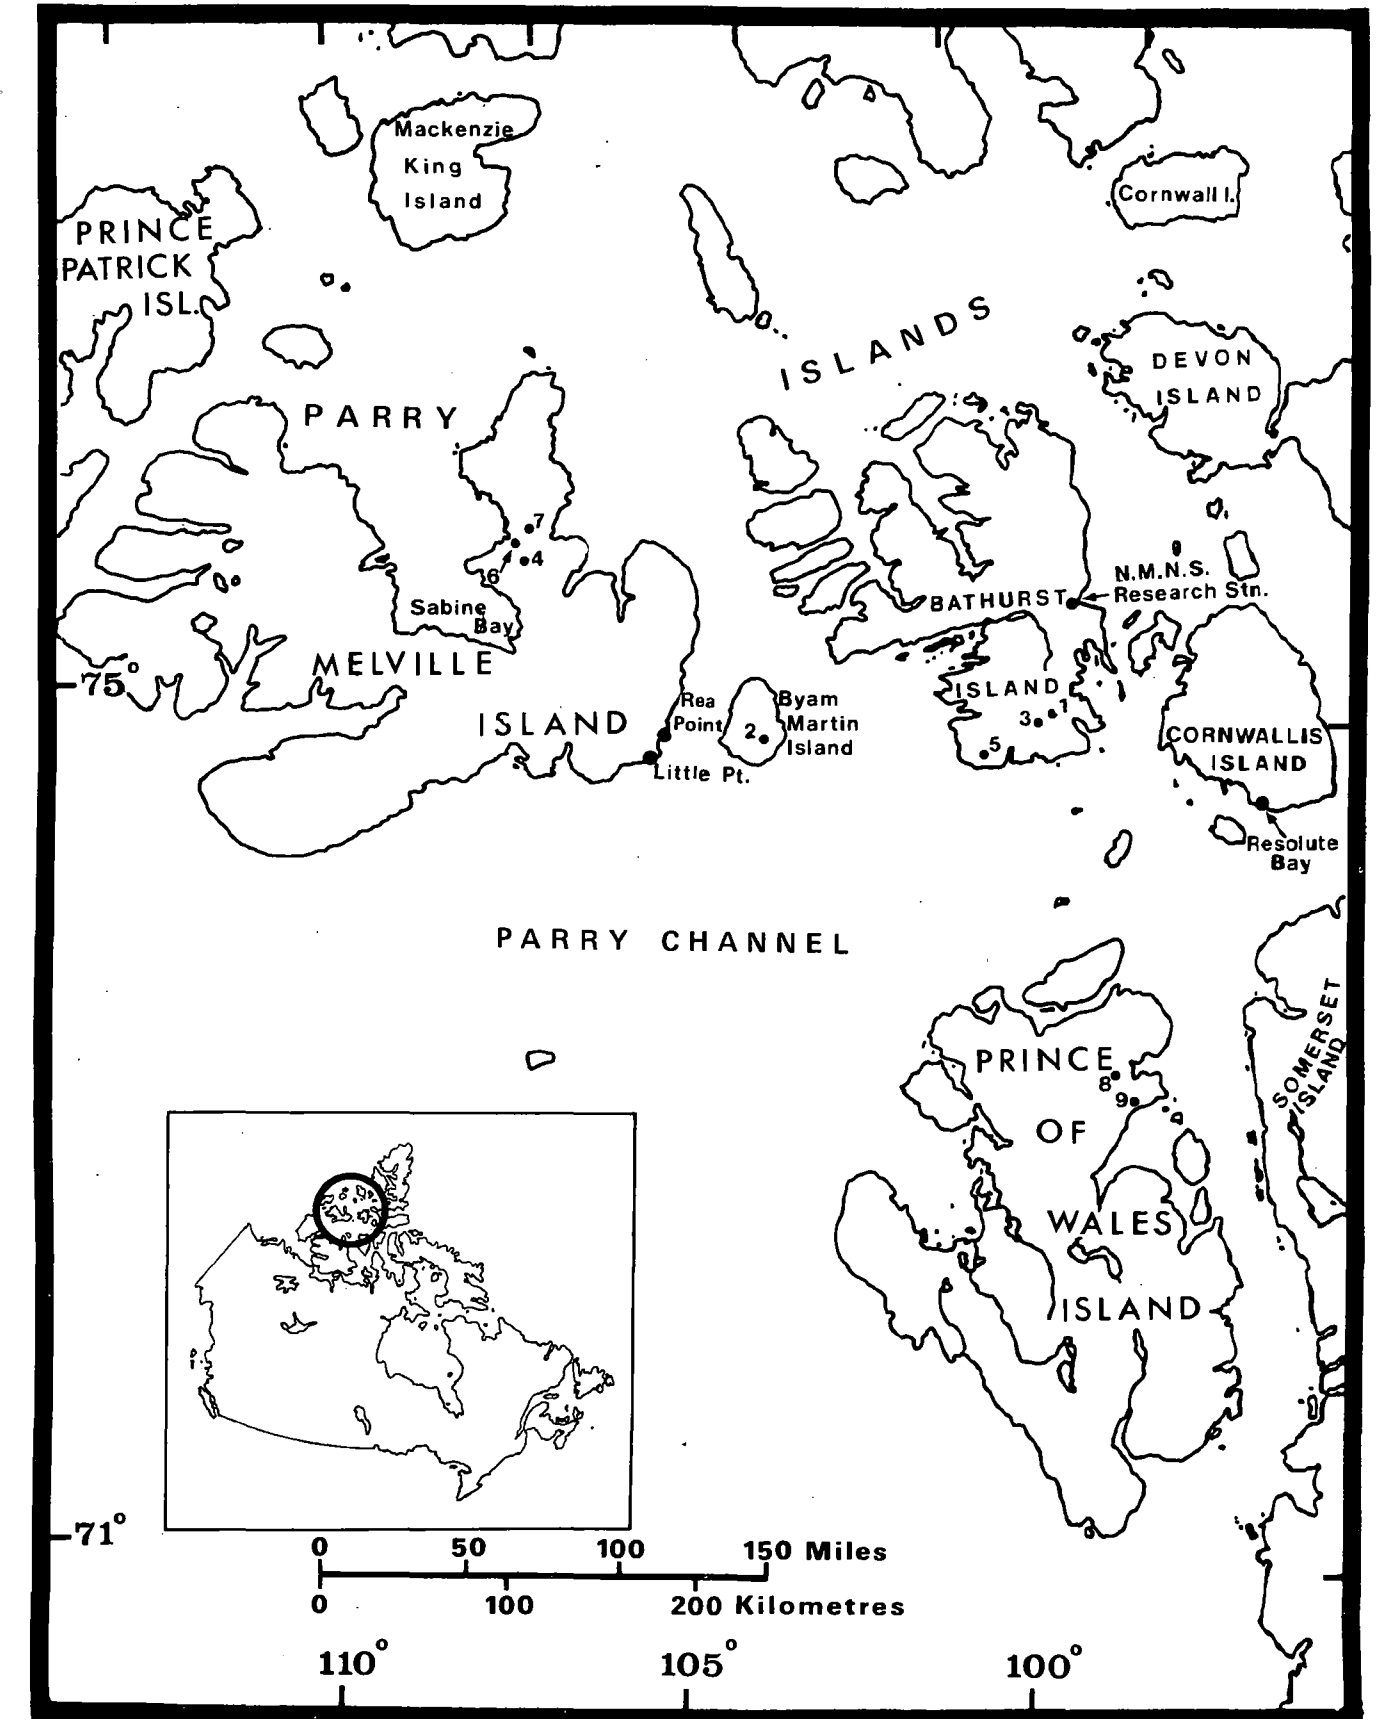 Mackenzie
King
Island
Cornwall I.
PRINCE
PATRICK
ISL.
ISLANDS
DEVON
ISLAND
PARRY
7
4
6
Sabine
Bay
N.M.N.S.
Research Stn.
BATHURST
MELVILLE
75°
ISLAND
Rea
Point
Byam
Martin
Island
2
ISLAND
3 1
5
ISLAND
Little Pt.
CORNWALLIS
ISLAND
Resolute
Bay
PARRY CHANNEL
SOMERSET
ISLAND
PRINCE
8
9
OF
WALES
ISLAND
71°
0 50 100 150 Miles
0 100 200 Kilometres
110° 105° 100°